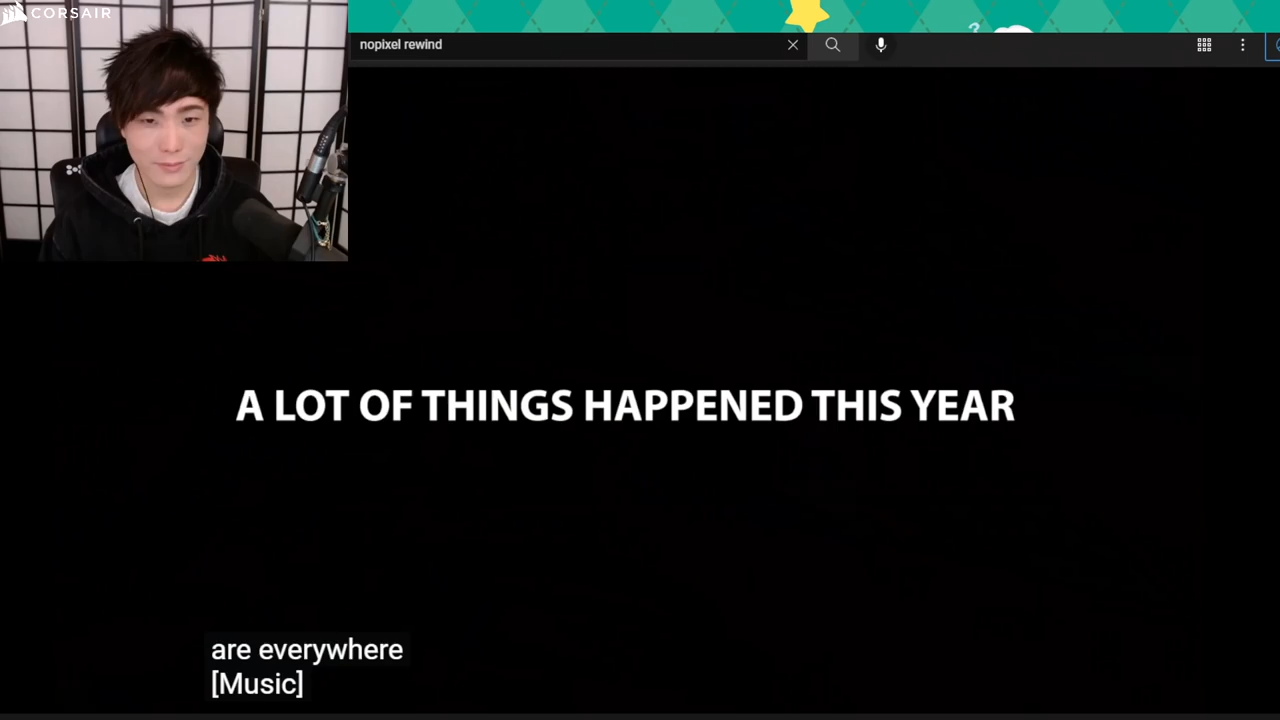 CORSAIR
nopixel rewind
?
A LOT OF THINGS HAPPENED THIS YEAR
are everywhere
[Music]